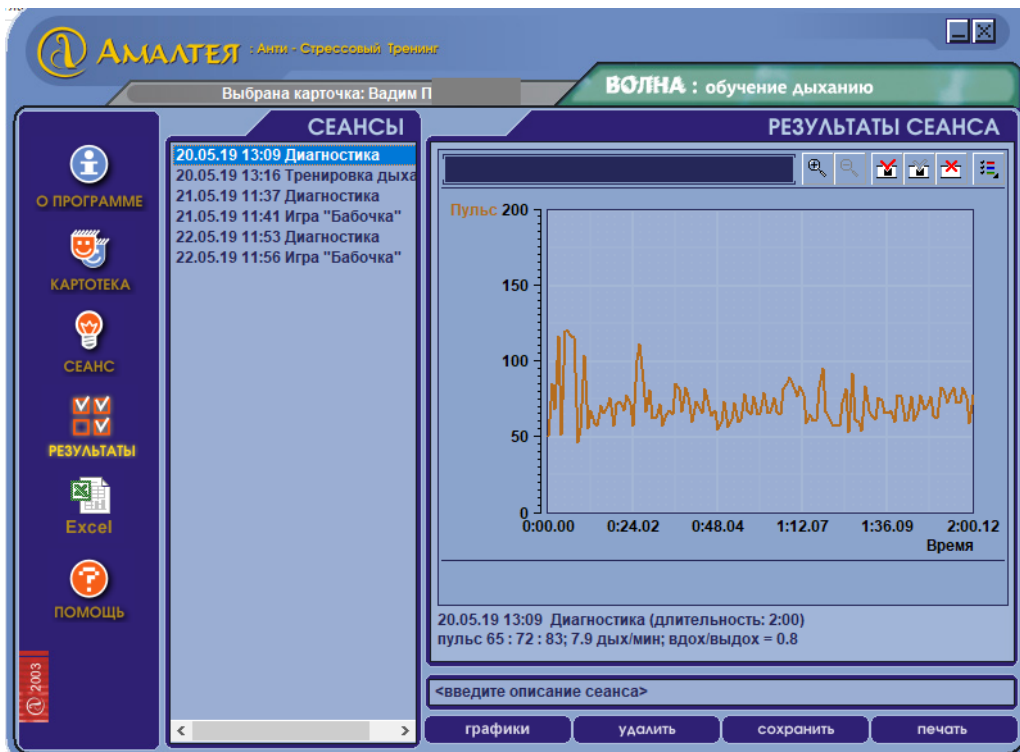 АМАЛТЕЯ : Анти - Стрессовый Тренинг
Выбрана карточка: Вадим П
ВОЛНА : обучение дыханию
О ПРОГРАММЕ
КАРТОТЕКА
СЕАНС
РЕЗУЛЬТАТЫ
Excel
ПОМОЩЬ
© 2003
СЕАНСЫ
20.05.19 13:09 Диагностика
20.05.19 13:16 Тренировка дыха
21.05.19 11:37 Диагностика
21.05.19 11:41 Игра "Бабочка"
22.05.19 11:53 Диагностика
22.05.19 11:56 Игра "Бабочка"
РЕЗУЛЬТАТЫ СЕАНСА
Пульс 200
150
100
50
0
0:00.00 0:24.02 0:48.04 1:12.07 1:36.09 2:00.12
Время
20.05.19 13:09 Диагностика (длительность: 2:00)
пульс 65 : 72 : 83; 7.9 дых/мин; вдох/выдох = 0.8
<введите описание сеанса>
графики удалить сохранить печать